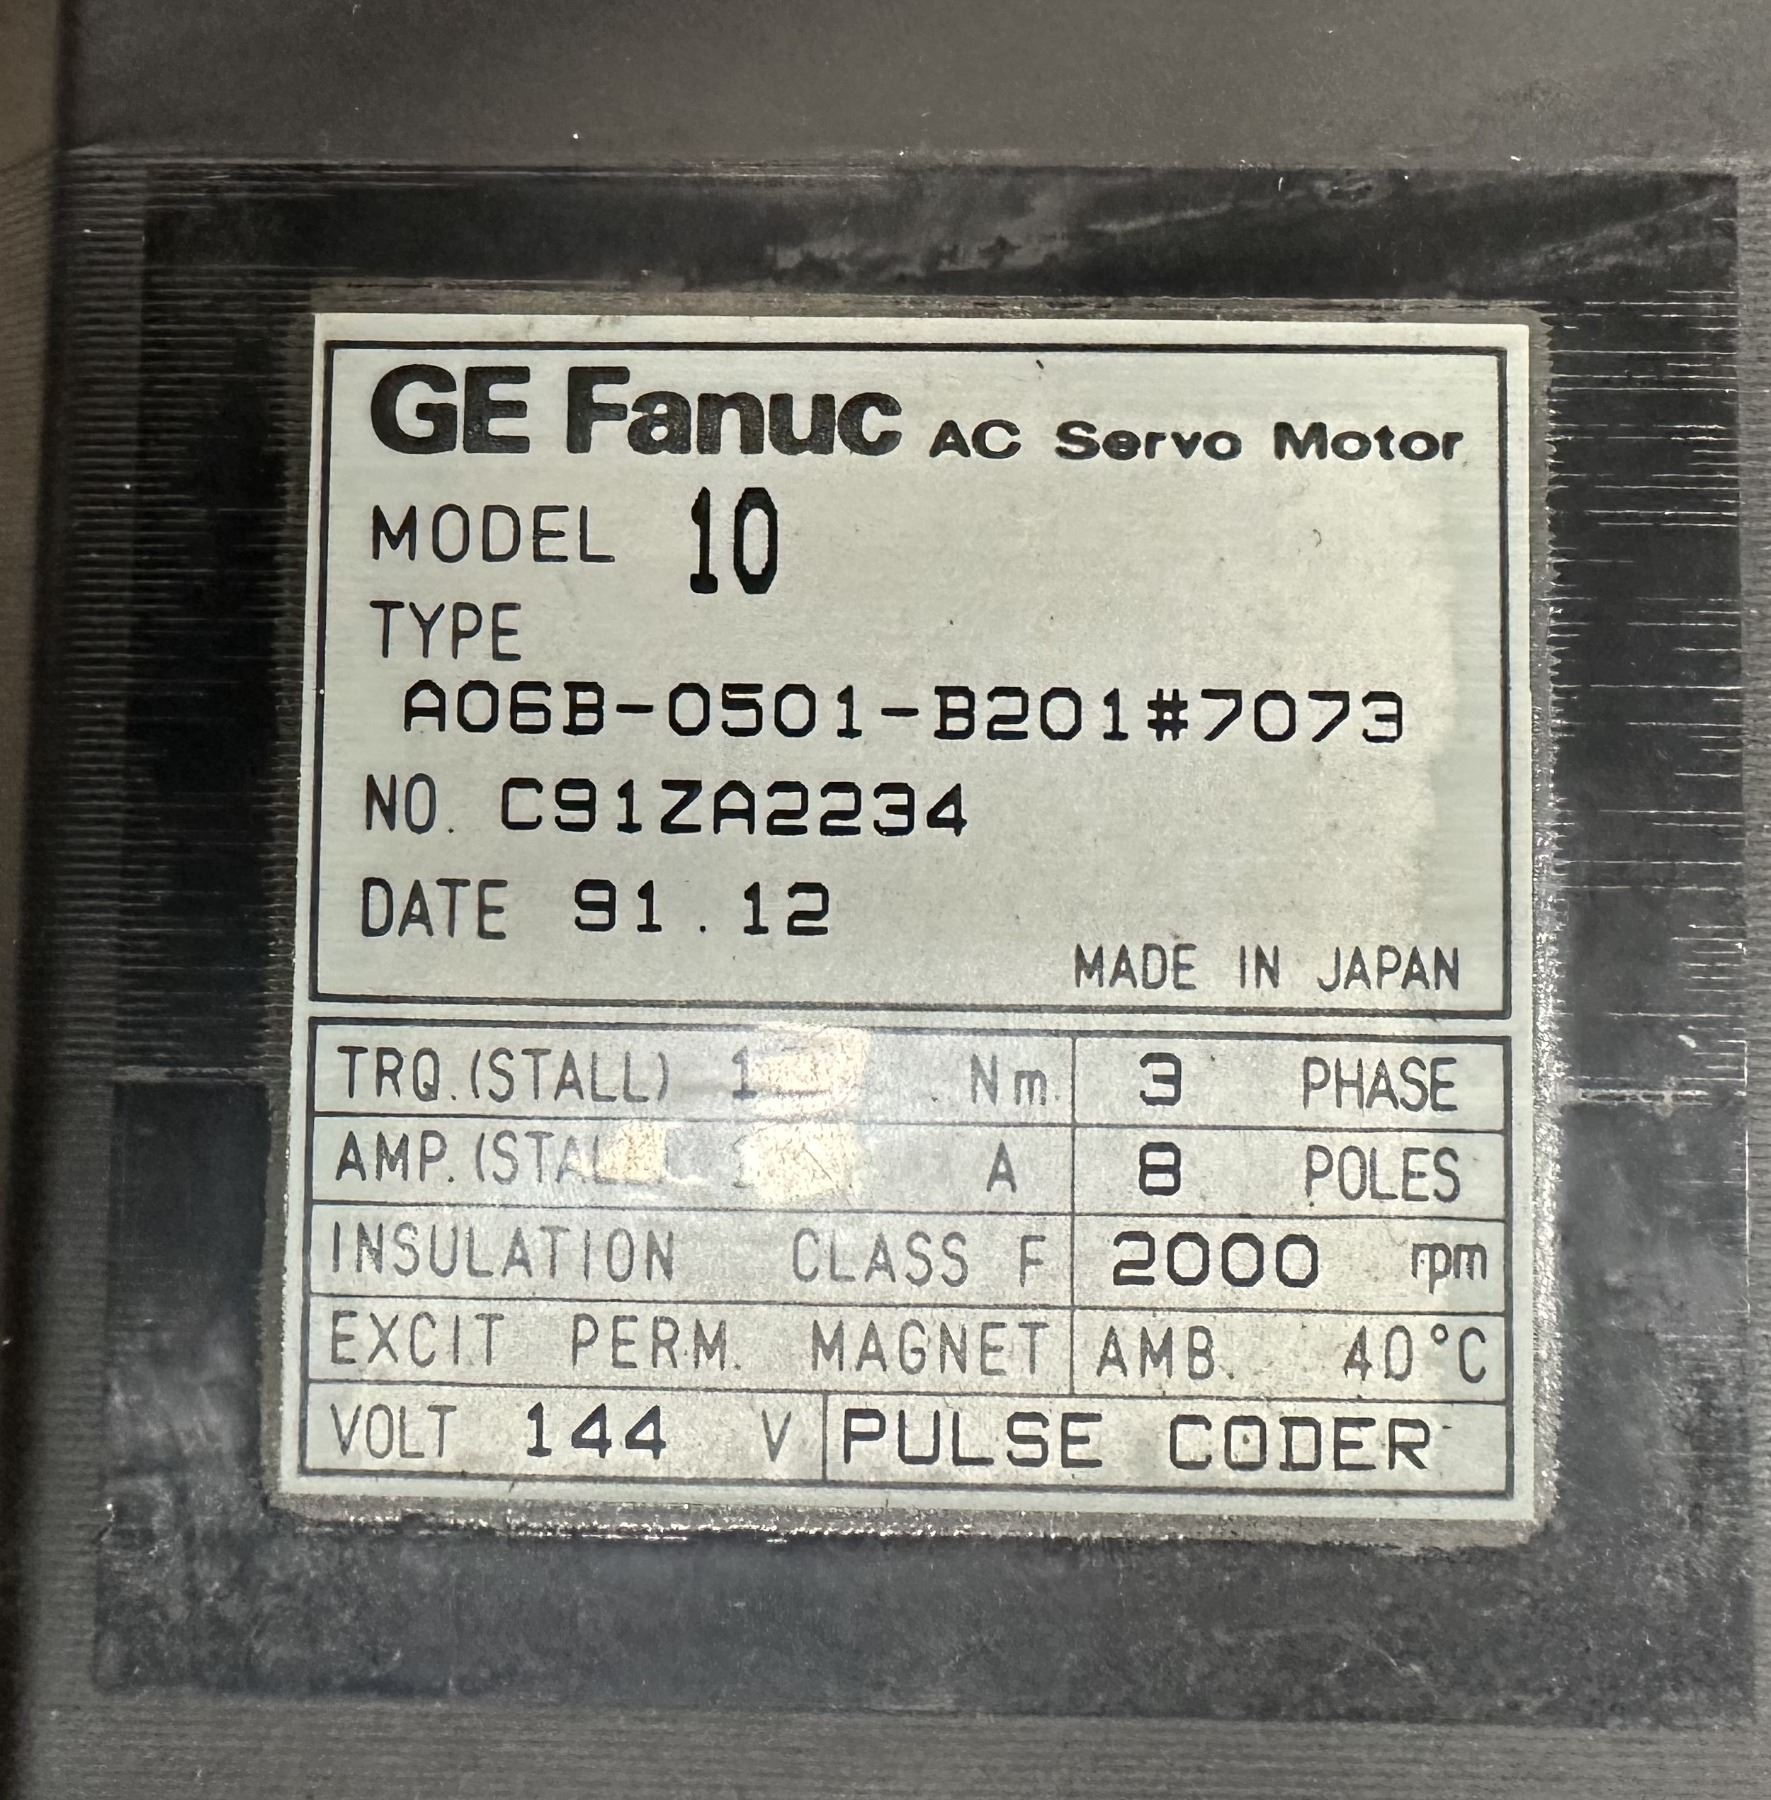 GE Fanuc AC Servo Motor
MODEL 10
TYPE
A06B-0501-B201#7073
NO. C91ZA2234
DATE 91.12
MADE IN JAPAN
TRQ.(STALL) Nm. 3 PHASE
AMP. A 8 POLES
INSULATION CLASS F 2000 rpm
EXCIT PERM. MAGNET AMB. 40°C
VOLT 144 V PULSE CODER